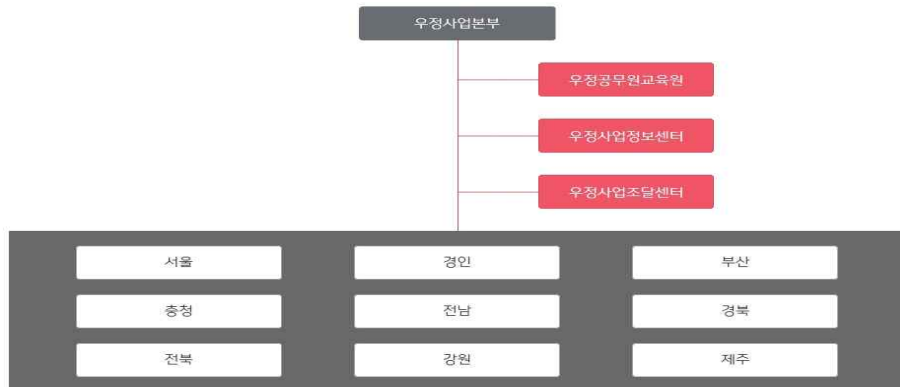 우정사업본부
우정공무원교육원
우정사업정보센터
우정사업조달센터
서울 경인 부산
충청 전남 경북
전북 강원 제주